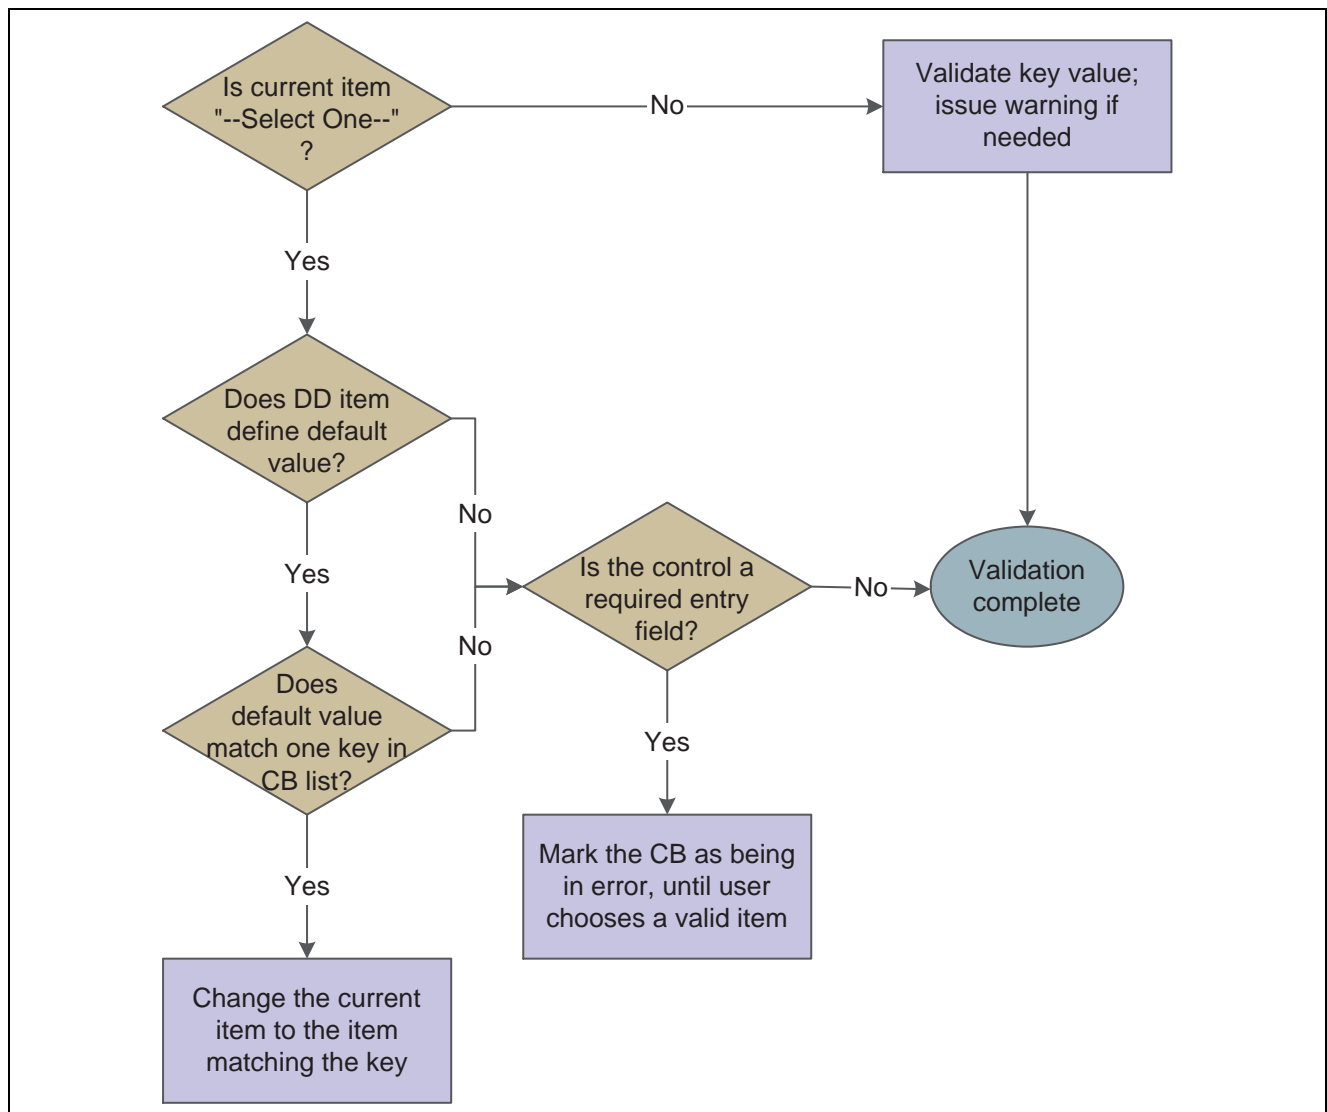 Is current item
"--Select One--"
?
No
Validate key value;
issue warning if
needed
Yes
Does DD item
define default
value?
No
Yes
Is the control a
required entry
field?
No
Validation
complete
No
Does
default value
match one key in
CB list?
Yes
Yes
Mark the CB as being
in error, until user
chooses a valid item
Change the current
item to the item
matching the key